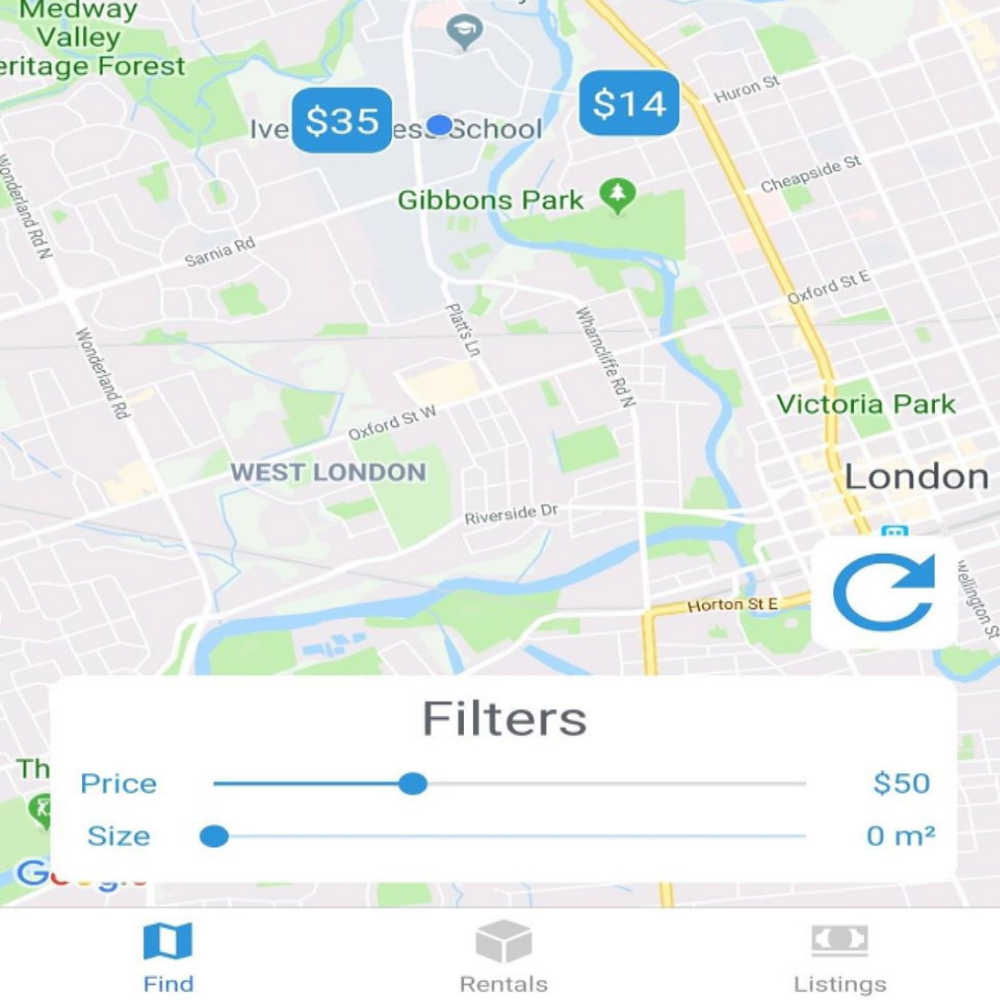 Medway
Valley
eritage Forest
Huron St
$35
$14
Ive
ess School
Cheapside St
Gibbons Park
Wonderland Rd N
Sarnia Rd
Oxford St E
Platt's Ln
Wharncliffe Rd N
Wonderland Rd
Victoria Park
Oxford St W
WEST LONDON
London
Riverside Dr
Wellington St
Horton St E
Filters
Th
Price
$50
Size
0 m²
Google
Find
Rentals
Listings